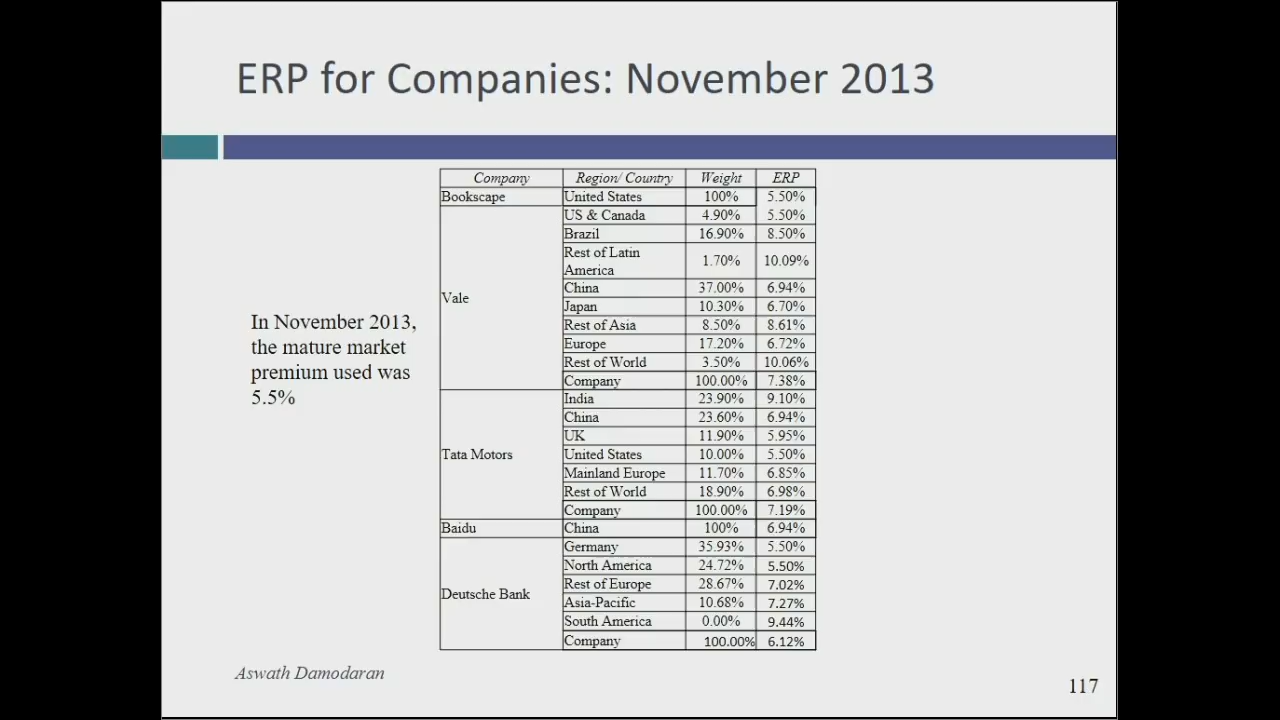 ERP for Companies: November 2013
In November 2013,
the mature market
premium used was
5.5%
Company Region/ Country Weight ERP
Bookscape United States 100% 5.50%
Vale US & Canada 4.90% 5.50%
Brazil 16.90% 8.50%
Rest of Latin
America 1.70% 10.09%
China 37.00% 6.94%
Japan 10.30% 6.70%
Rest of Asia 8.50% 8.61%
Europe 17.20% 6.72%
Rest of World 3.50% 10.06%
Company 100.00% 7.38%
Tata Motors India 23.90% 9.10%
China 23.60% 6.94%
UK 11.90% 5.95%
United States 10.00% 5.50%
Mainland Europe 11.70% 6.85%
Rest of World 18.90% 6.98%
Company 100.00% 7.19%
Baidu China 100% 6.94%
Deutsche Bank Germany 35.93% 5.50%
North America 24.72% 5.50%
Rest of Europe 28.67% 7.02%
Asia-Pacific 10.68% 7.27%
South America 0.00% 9.44%
Company 100.00% 6.12%
Aswath Damodaran
117